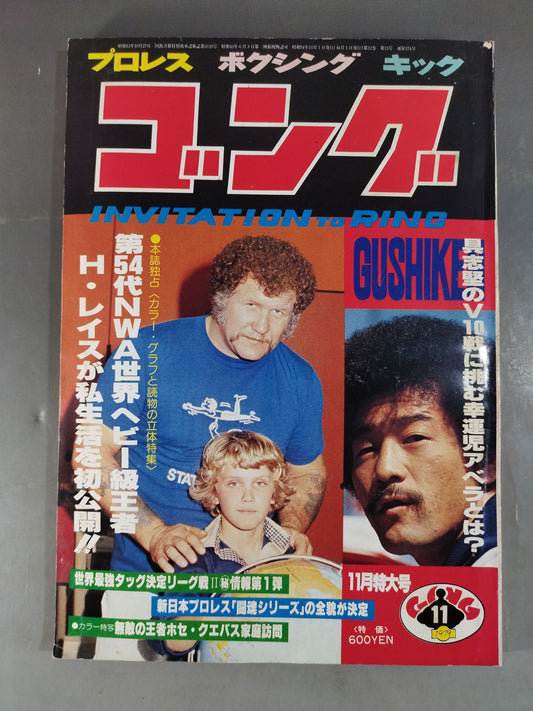 プロレス ボクシング キック
ゴング
INVITATION TO RING
●本誌独占〈カラー・グラフと読物の立体特集〉
第54代NWA世界ヘビー級王者
H・レイスが私生活を初公開!!
GUSHIKE
具志堅のV10戦に挑む幸運児アベラとは?
STAT
世界最強タッグ決定リーグ戦II㊙情報第1弾
新日本プロレス「闘魂シリーズ」の全貌が決定
●カラー特写 無敵の王者ホセ・クエバス家庭訪問
11月特大号
〈特価〉
600YEN
GONG
11
1979